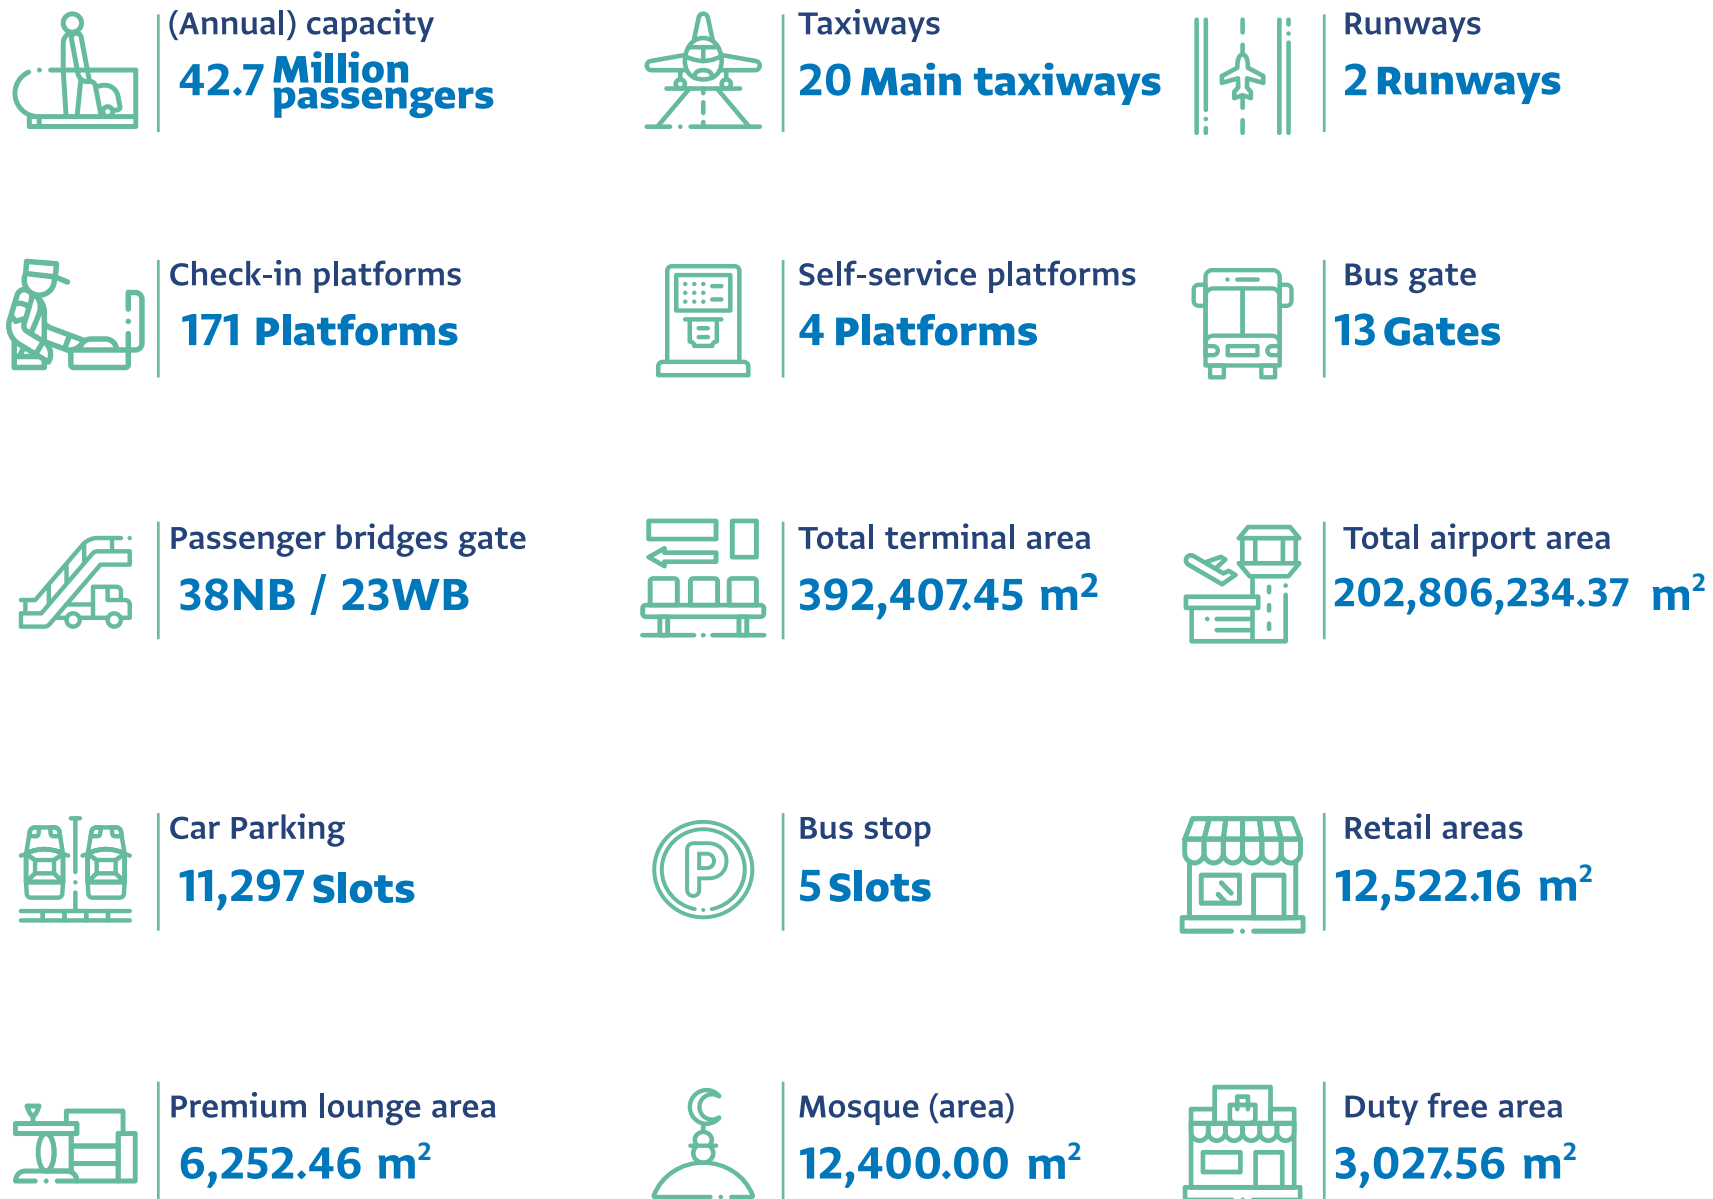 (Annual) capacity
42.7 Million
passengers
Taxiways
20 Main taxiways
Runways
2 Runways
Check-in platforms
171 Platforms
Self-service platforms
4 Platforms
Bus gate
13 Gates
Passenger bridges gate
38NB / 23WB
Total terminal area
392,407.45 m²
Total airport area
202,806,234.37 m²
Car Parking
11,297 Slots
Bus stop
P
5 Slots
Retail areas
12,522.16 m²
Premium lounge area
6,252.46 m²
Mosque (area)
12,400.00 m²
Duty free area
3,027.56 m²